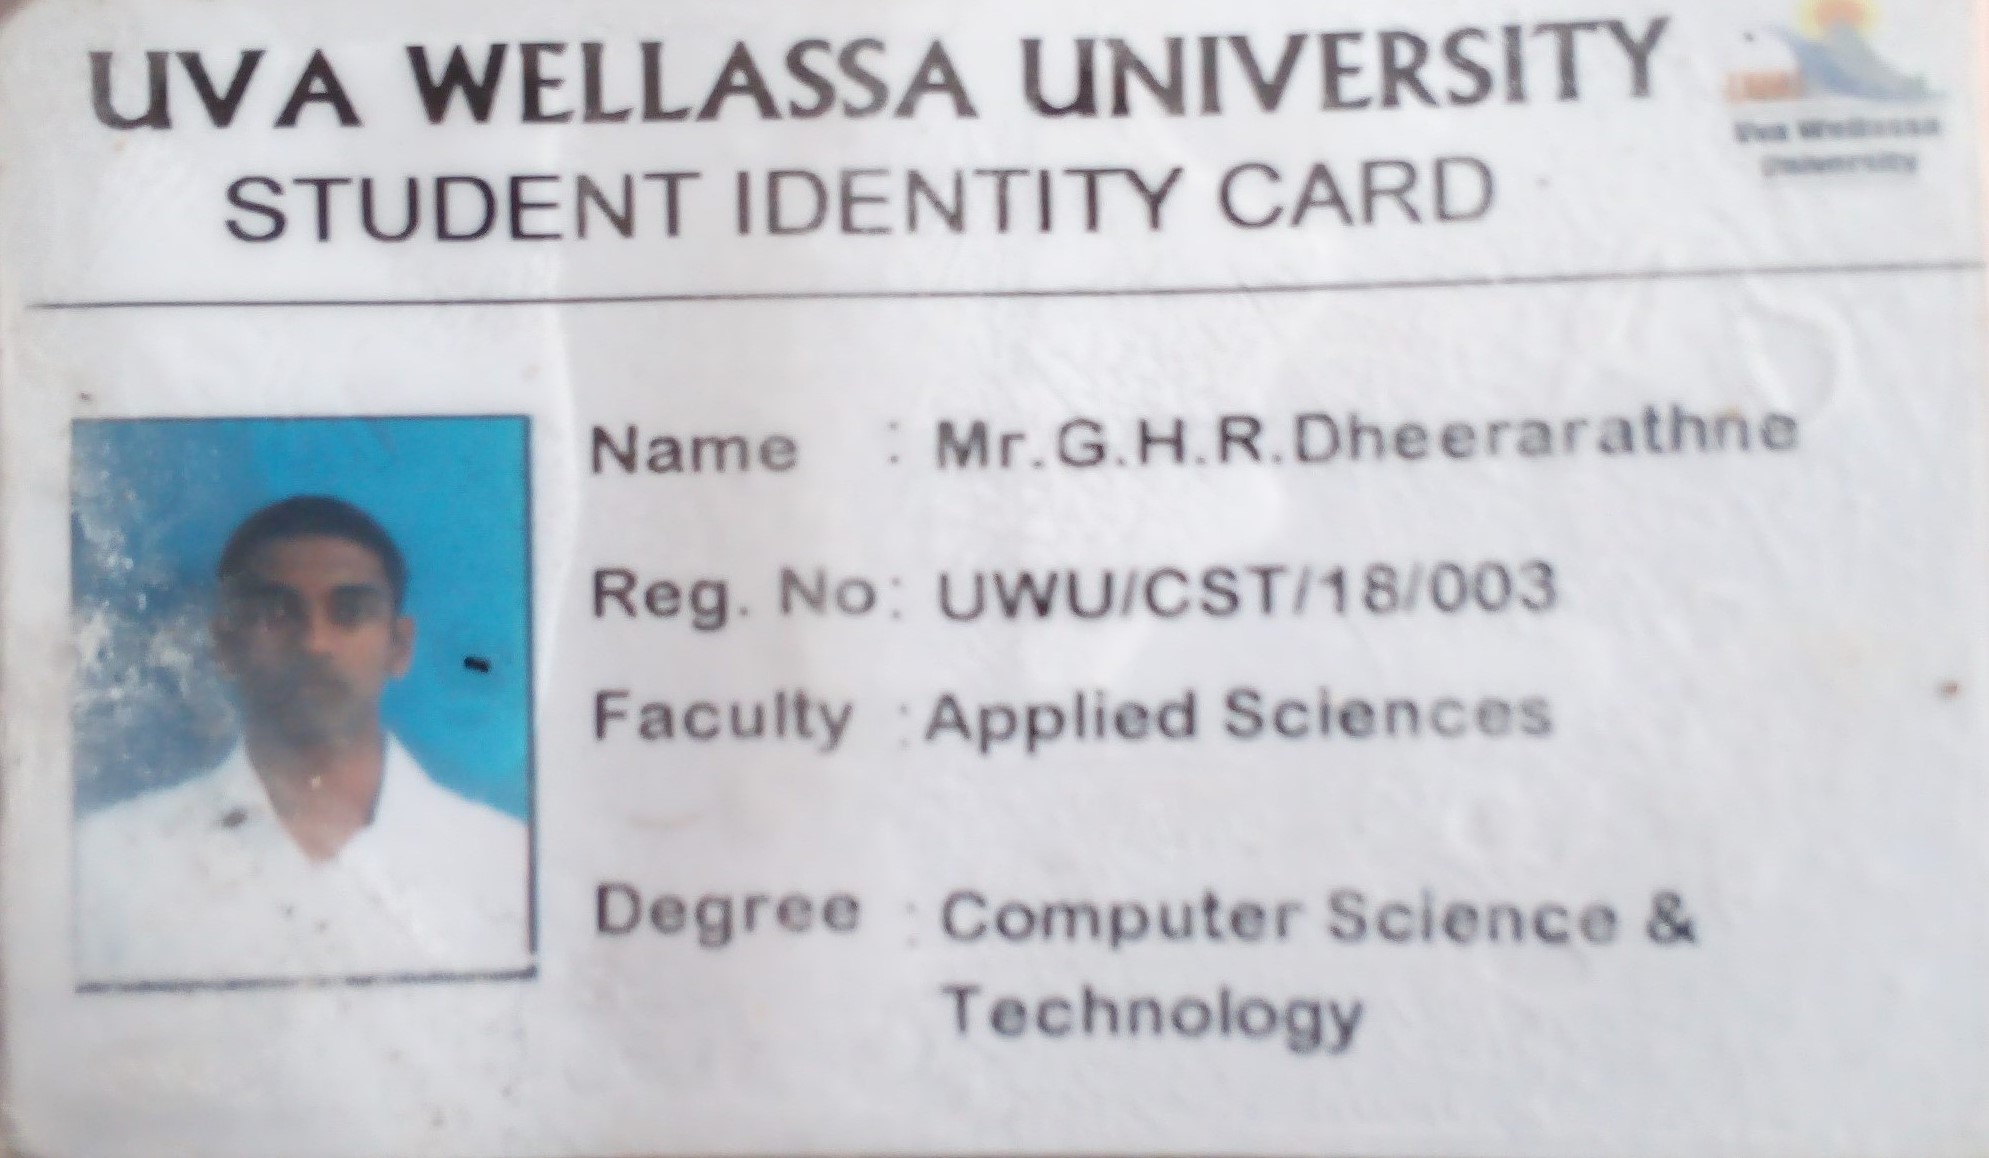 UVA WELLASSA UNIVERSITY
STUDENT IDENTITY CARD
Uva Wellassa
University
Name : Mr.G.H.R.Dheerarathne
Reg. No: UWU/CST/18/003
Faculty : Applied Sciences
Degree : Computer Science &
Technology